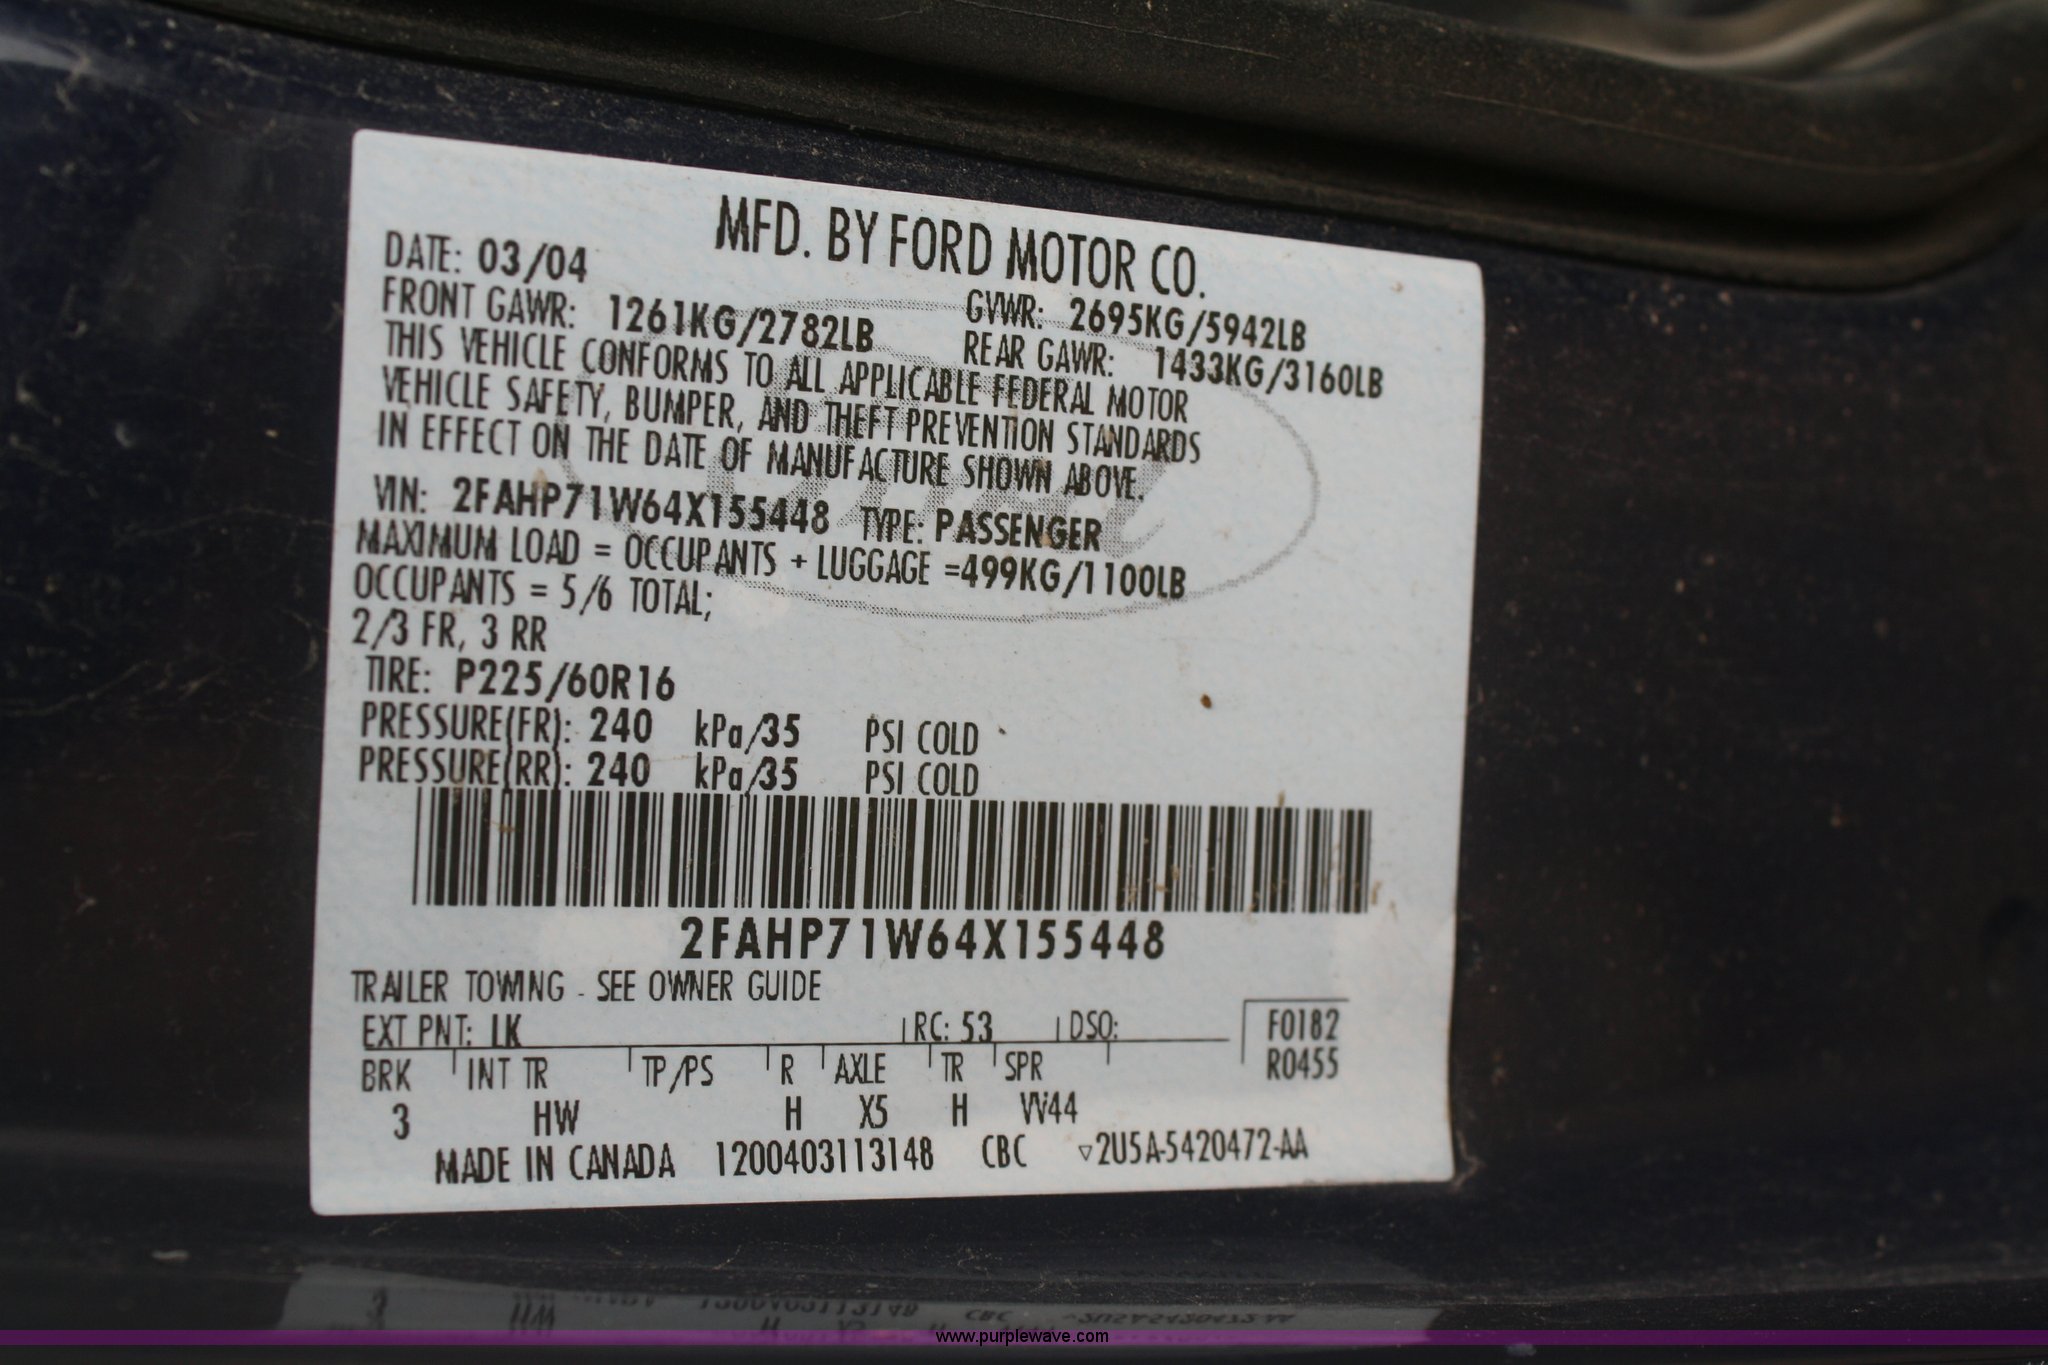 MFD. BY FORD MOTOR CO.
DATE: 03/04
GVWR: 2695KG/5942LB
FRONT GAWR: 1261KG/2782LB
REAR GAWR: 1433KG/3160LB
THIS VEHICLE CONFORMS TO ALL APPLICABLE FEDERAL MOTOR
VEHICLE SAFETY, BUMPER, AND THEFT PREVENTION STANDARDS
IN EFFECT ON THE DATE OF MANUFACTURE SHOWN ABOVE.
VIN: 2FAHP71W64X155448 TYPE: PASSENGER
MAXIMUM LOAD = OCCUPANTS + LUGGAGE =499KG/1100LB
OCCUPANTS = 5/6 TOTAL;
2/3 FR, 3 RR
TIRE: P225/60R16
PRESSURE(FR): 240 kPa/35 PSI COLD
PRESSURE(RR): 240 kPa/35 PSI COLD
2FAHP71W64X155448
TRAILER TOWING - SEE OWNER GUIDE
EXT PNT: LK RC: 53 DSO: F0182
R0455
BRK INT TR TP/PS R AXLE TR SPR
3 HW H X5 H VV44
MADE IN CANADA 1200403113148 CBC ▿2U5A-5420472-AA
www.purplewave.com